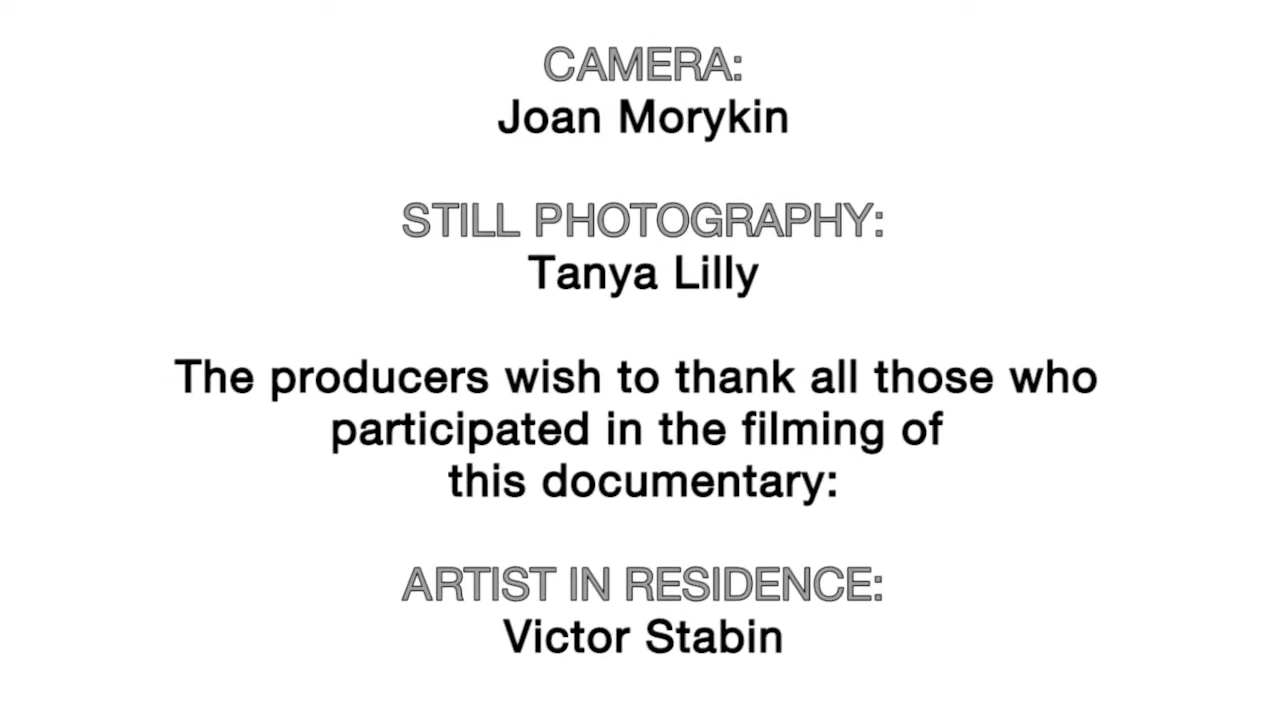 CAMERA:
Joan Morykin
STILL PHOTOGRAPHY:
Tanya Lilly
The producers wish to thank all those who
participated in the filming of
this documentary:
ARTIST IN RESIDENCE:
Victor Stabin